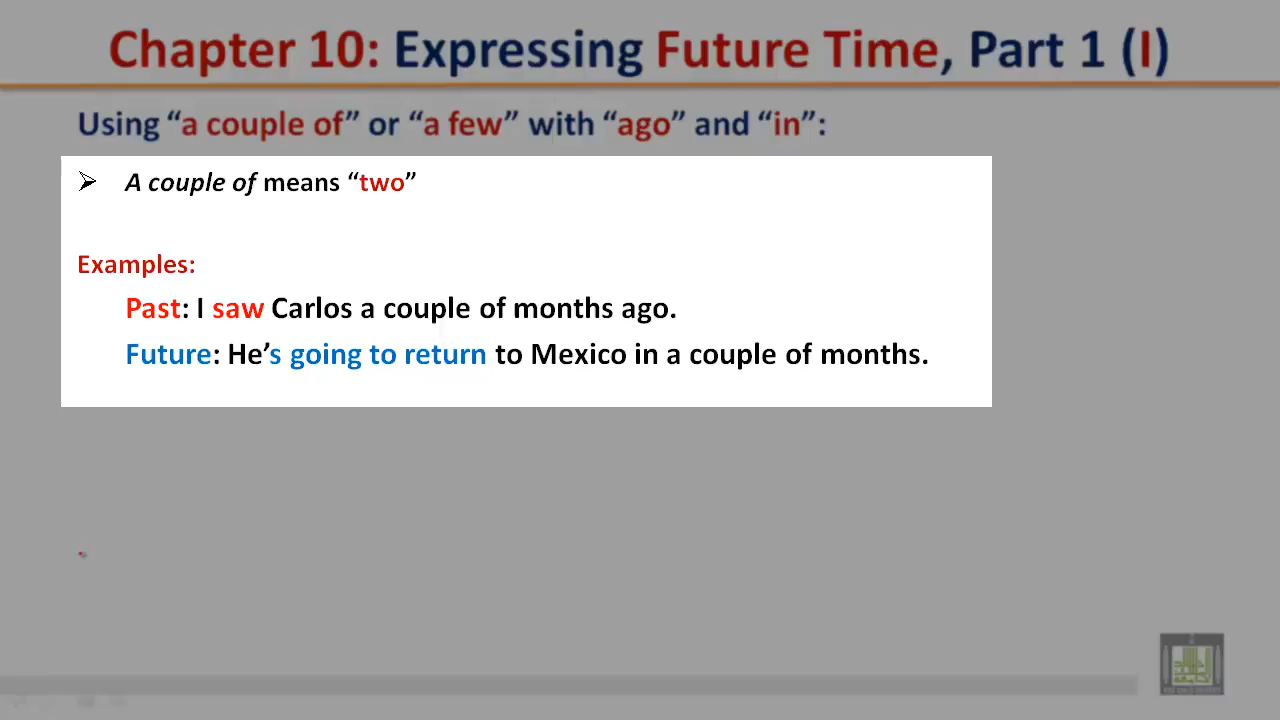 Chapter 10: Expressing Future Time, Part 1 (I)
Using “a couple of” or “a few” with “ago” and “in”:
➢ A couple of means “two”
Examples:
Past: I saw Carlos a couple of months ago.
Future: He’s going to return to Mexico in a couple of months.